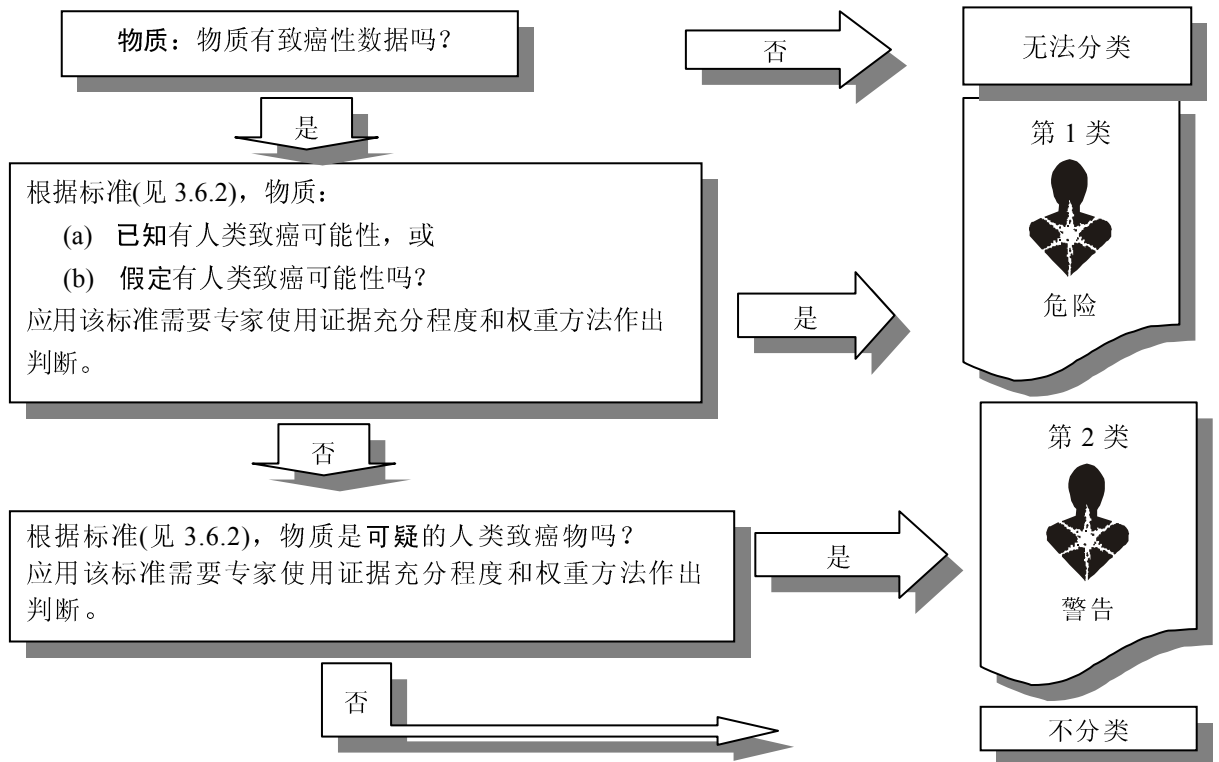 物质：物质有致癌性数据吗？
否
无法分类
是
根据标准(见 3.6.2)，物质：
(a) 已知有人类致癌可能性，或
(b) 假定有人类致癌可能性吗？
应用该标准需要专家使用证据充分程度和权重方法作出
判断。
是
第 1 类
危险
否
根据标准(见 3.6.2)，物质是可疑的人类致癌物吗？
应用该标准需要专家使用证据充分程度和权重方法作出
判断。
是
第 2 类
警告
否
不分类